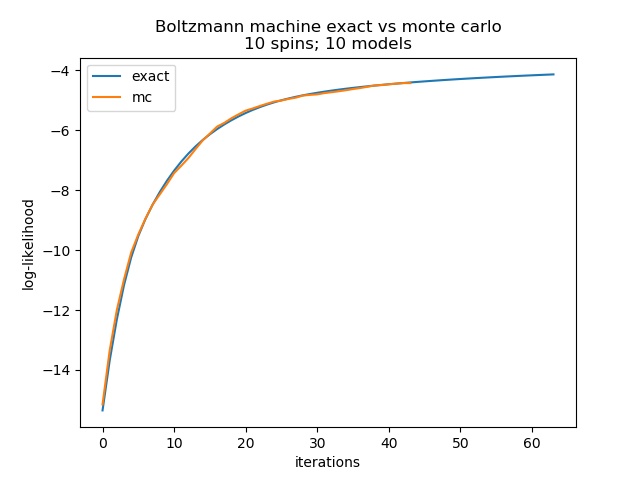 Boltzmann machine exact vs monte carlo
10 spins; 10 models
exact
mc
log-likelihood
−4
−6
−8
−10
−12
−14
0 10 20 30 40 50 60
iterations